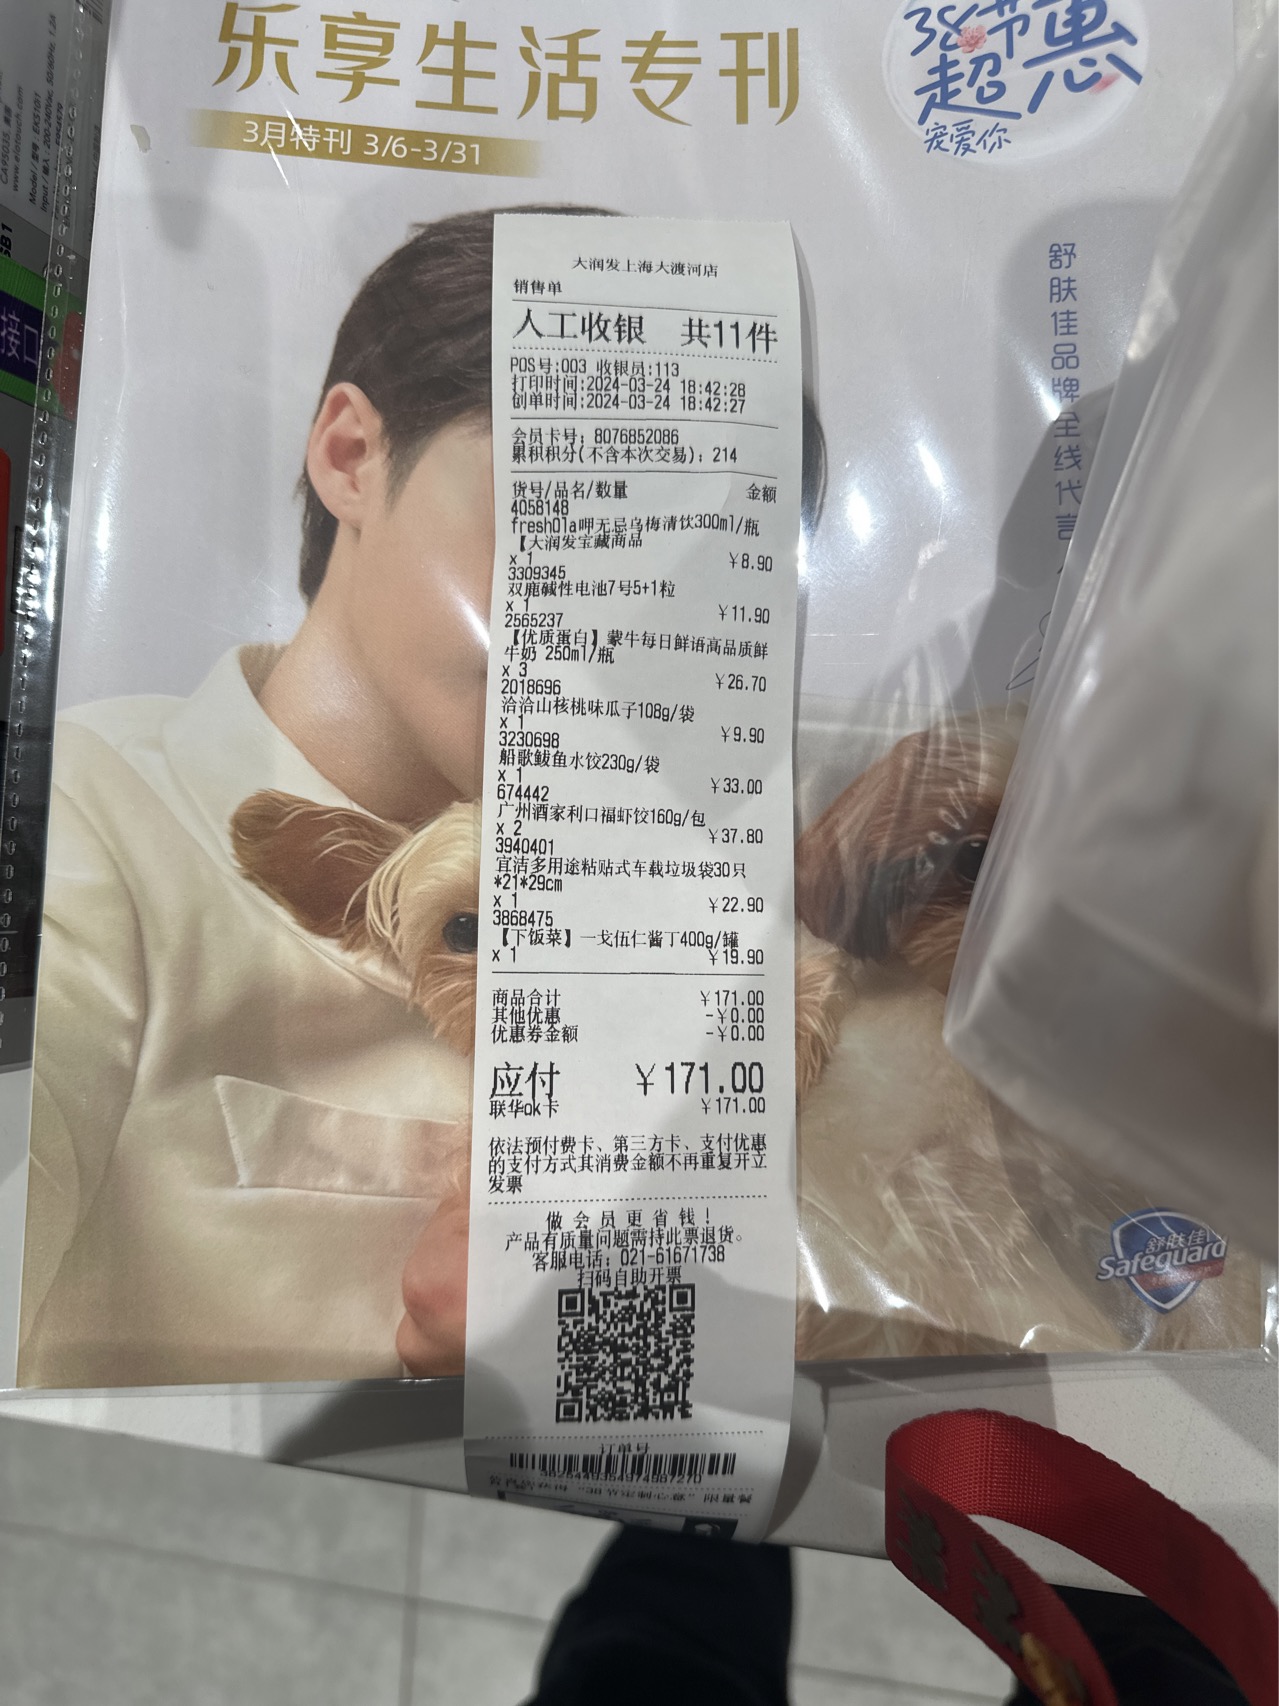 乐享生活专刊
3月特刊 3/6-3/31
38节
超惠
宠爱你
舒肤佳品牌全线代言
接口
大润发上海大渡河店
销售单
人工收银 共11件
POS号:003 收银员:113
打印时间:2024-03-24 18:42:28
创单时间:2024-03-24 18:42:27
会员卡号: 8076852086
累积积分(不含本次交易): 214
货号/品名/数量 金额
4058148
fresh0la呷无忌乌梅清饮300ml/瓶
【大润发宝藏商品
x 1 ￥8.90
3309345
双鹿碱性电池7号5+1粒
x 1 ￥11.90
2565237
【优质蛋白】蒙牛每日鲜语高品质鲜
牛奶 250ml/瓶
x 3 ￥26.70
2018696
洽洽山核桃味瓜子108g/袋
x 1 ￥9.90
3230698
船歌鲅鱼水饺230g/袋
x 1 ￥33.00
674442
广州酒家利口福虾饺160g/包
x 2 ￥37.80
3940401
宜洁多用途粘贴式车载垃圾袋30只
*21*29cm
x 1 ￥22.90
3868475
【下饭菜】一戈伍仁酱丁400g/罐
x 1 ￥19.90
商品合计 ￥171.00
其他优惠 -￥0.00
优惠券金额 -￥0.00
应付 ￥171.00
联华ok卡 ￥171.00
依法预付费卡、第三方卡、支付优惠
的支付方式其消费金额不再重复开立
发票
做会员更省钱！
产品有质量问题需持此票退货。
客服电话: 021-61671738
扫码自助开票
舒肤佳
Safeguard